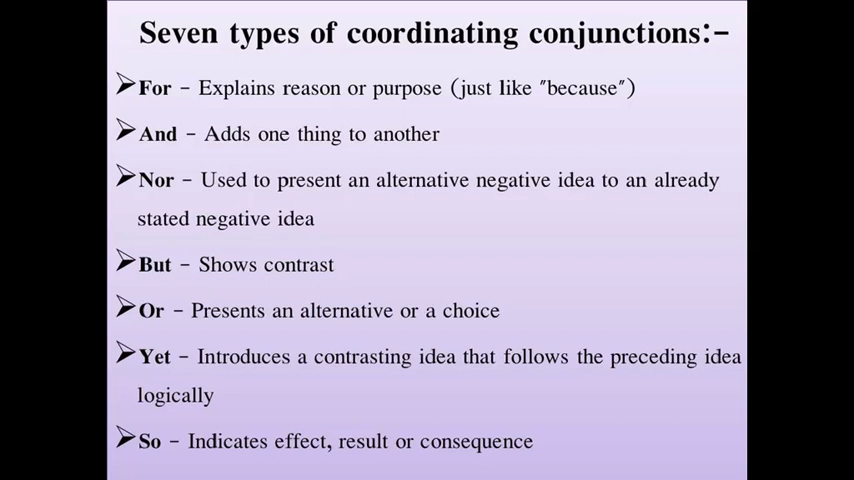 Seven types of coordinating conjunctions:-
➢For - Explains reason or purpose (just like "because")
➢And - Adds one thing to another
➢Nor - Used to present an alternative negative idea to an already
stated negative idea
➢But - Shows contrast
➢Or - Presents an alternative or a choice
➢Yet - Introduces a contrasting idea that follows the preceding idea
logically
➢So - Indicates effect, result or consequence